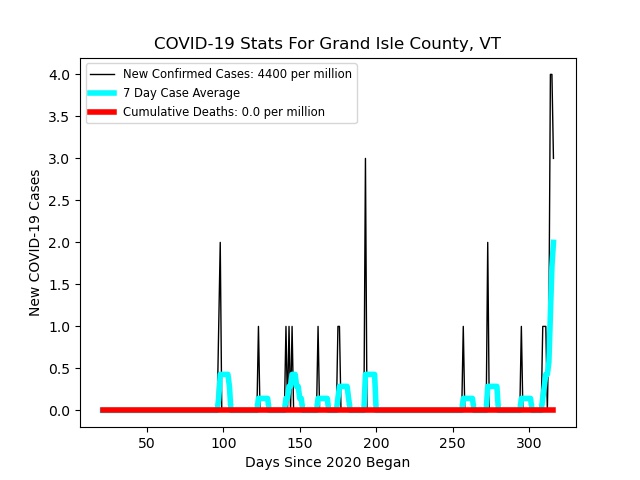 COVID-19 Stats For Grand Isle County, VT
New Confirmed Cases: 4400 per million
7 Day Case Average
Cumulative Deaths: 0.0 per million
New COVID-19 Cases
4.0
3.5
3.0
2.5
2.0
1.5
1.0
0.5
0.0
50 100 150 200 250 300
Days Since 2020 Began